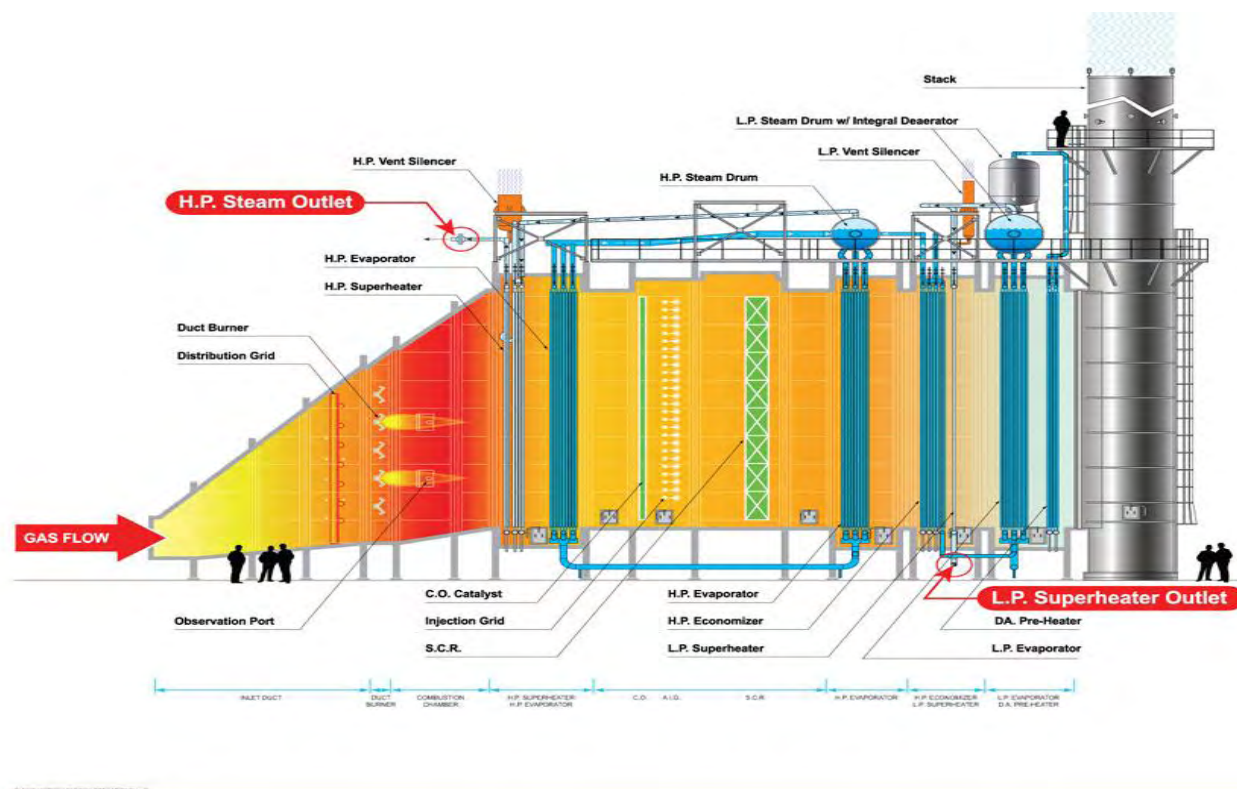 Stack
L.P. Steam Drum w/ Integral Deaerator
L.P. Vent Silencer
H.P. Vent Silencer
H.P. Steam Drum
H.P. Steam Outlet
H.P. Evaporator
H.P. Superheater
Duct Burner
Distribution Grid
GAS FLOW
Observation Port
C.O. Catalyst
Injection Grid
S.C.R.
H.P. Evaporator
H.P. Economizer
L.P. Superheater
L.P. Superheater Outlet
DA. Pre-Heater
L.P. Evaporator
INLET DUCT
DUCT BURNER
COMBUSTION CHAMBER
H.P. SUPERHEATER
H.P. EVAPORATOR
C.O.
A.I.G.
S.C.R.
H.P. EVAPORATOR
H.P. ECONOMIZER
L.P. SUPERHEATER
L.P. EVAPORATOR
D.A. PRE-HEATER